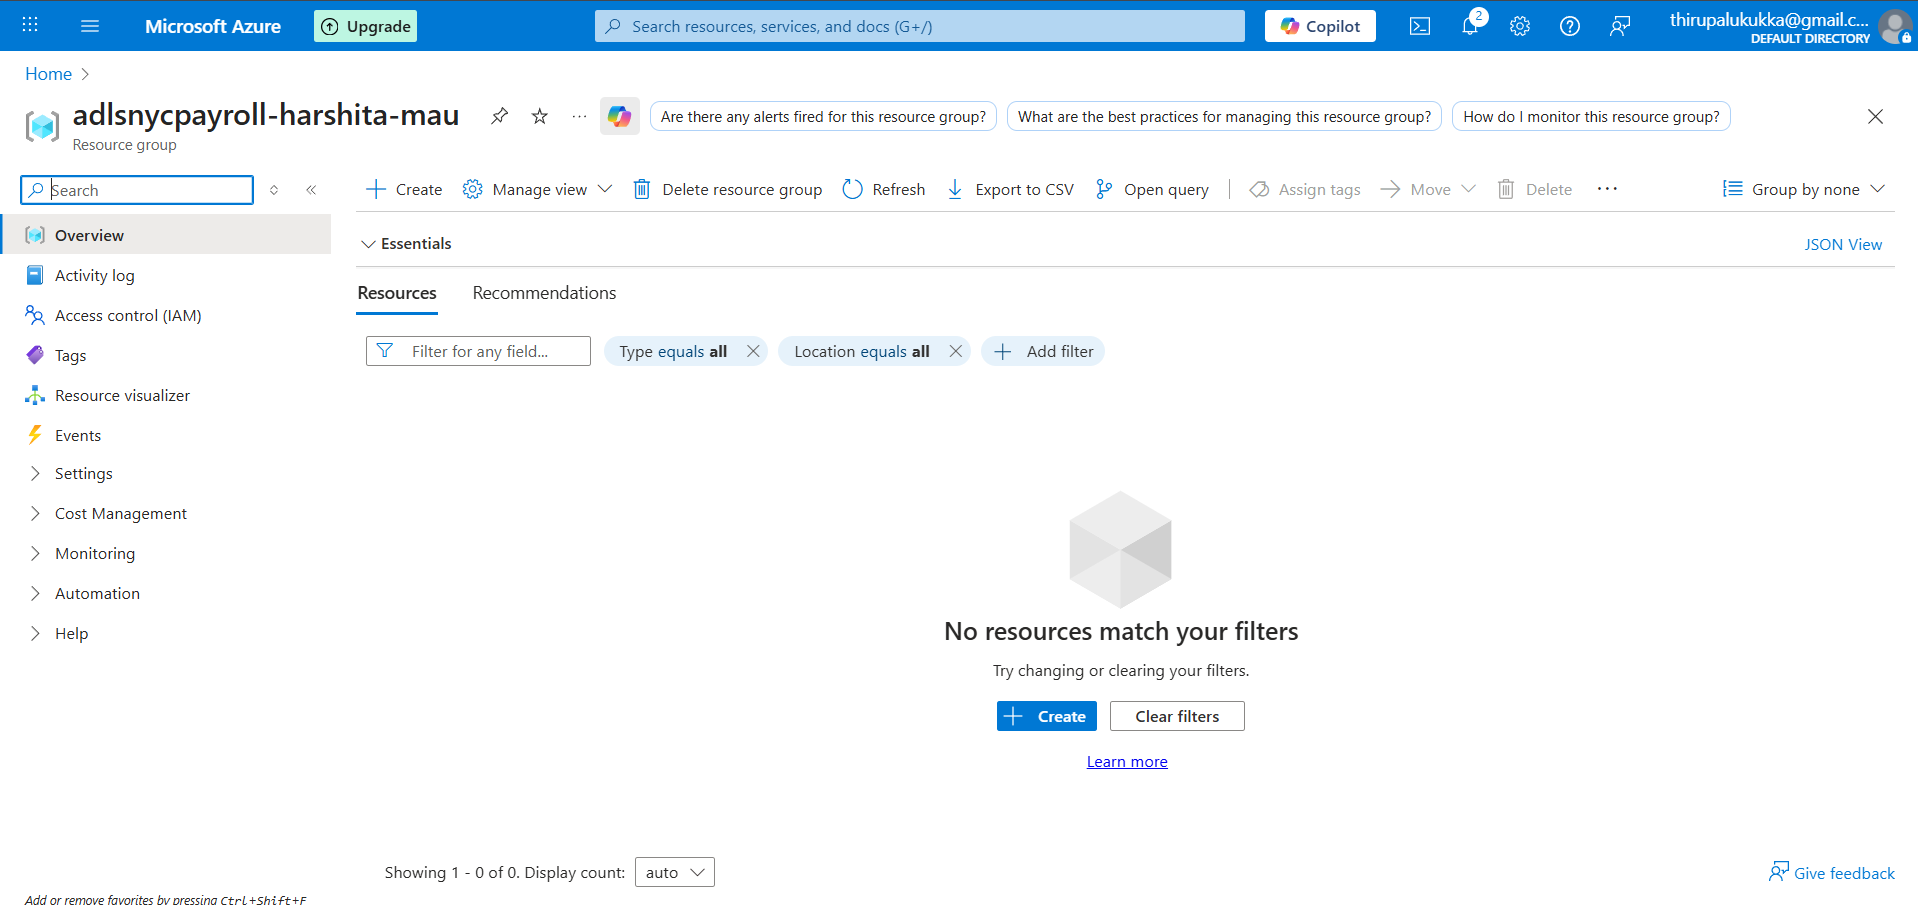 Microsoft Azure
Upgrade
Search resources, services, and docs (G+/)
Copilot
2
thirupalukukka@gmail.c...
DEFAULT DIRECTORY
Home
adlsnycpayroll-harshita-mau
Resource group
Are there any alerts fired for this resource group?
What are the best practices for managing this resource group?
How do I monitor this resource group?
Search
Create
Manage view
Delete resource group
Refresh
Export to CSV
Open query
Assign tags
Move
Delete
Group by none
Overview
Activity log
Access control (IAM)
Tags
Resource visualizer
Events
Settings
Cost Management
Monitoring
Automation
Help
Essentials
JSON View
Resources
Recommendations
Filter for any field...
Type equals all
Location equals all
Add filter
No resources match your filters
Try changing or clearing your filters.
Create
Clear filters
Learn more
Showing 1 - 0 of 0. Display count:
auto
Give feedback
Add or remove favorites by pressing Ctrl+Shift+F